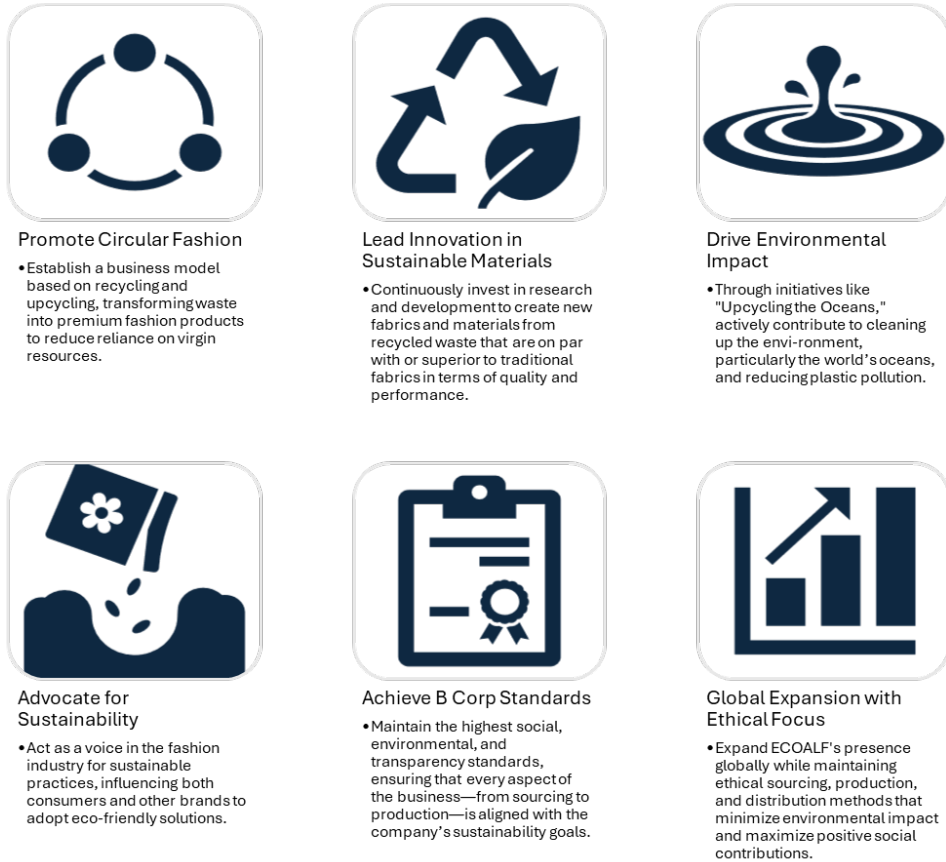 Promote Circular Fashion
•Establish a business model
based on recycling and
upcycling, transforming waste
into premium fashion products
to reduce reliance on virgin
resources.
Lead Innovation in
Sustainable Materials
•Continuously invest in research
and development to create new
fabrics and materials from
recycled waste that are on par
with or superior to traditional
fabrics in terms of quality and
performance.
Drive Environmental
Impact
•Through initiatives like
"Upcycling the Oceans,"
actively contribute to cleaning
up the envi-ronment,
particularly the world's oceans,
and reducing plastic pollution.
Advocate for
Sustainability
•Act as a voice in the fashion
industry for sustainable
practices, influencing both
consumers and other brands to
adopt eco-friendly solutions.
Achieve B Corp Standards
•Maintain the highest social,
environmental, and
transparency standards,
ensuring that every aspect of
the business—from sourcing to
production—is aligned with the
company's sustainability goals.
Global Expansion with
Ethical Focus
•Expand ECOALF's presence
globally while maintaining
ethical sourcing, production,
and distribution methods that
minimize environmental impact
and maximize positive social
contributions.